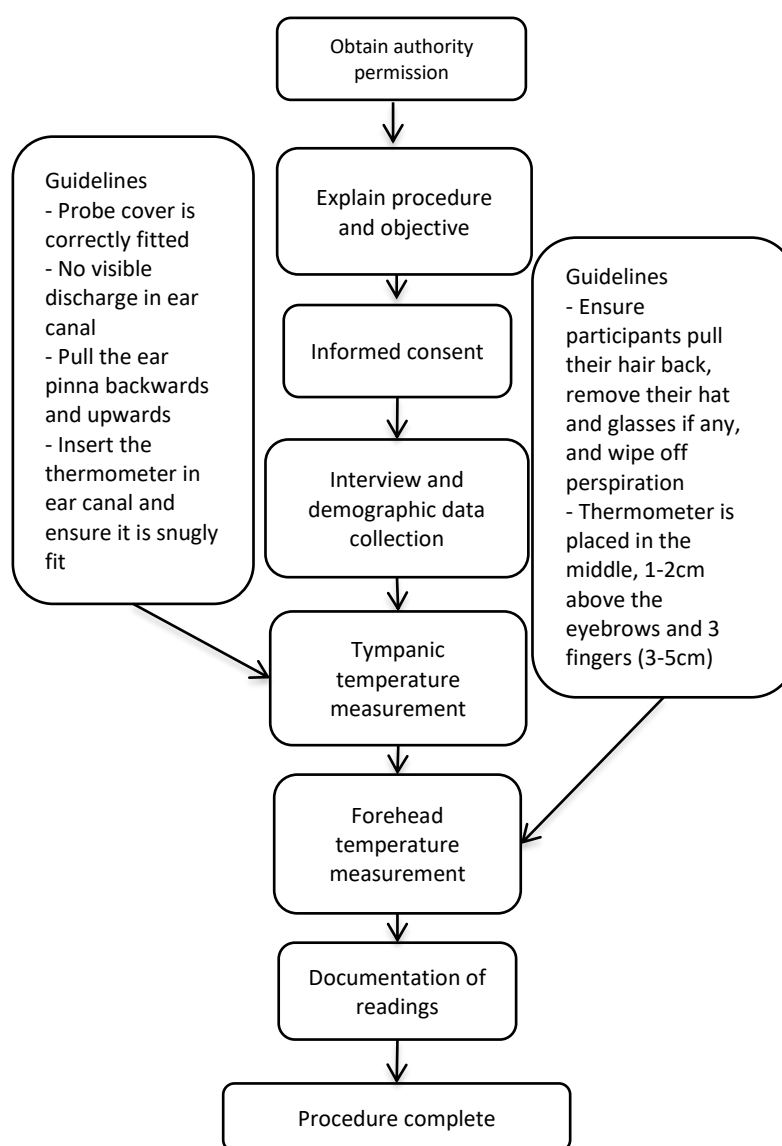 Obtain authority
permission
Explain procedure
and objective
Guidelines
- Probe cover is
correctly fitted
- No visible
discharge in ear
canal
- Pull the ear
pinna backwards
and upwards
- Insert the
thermometer in
ear canal and
ensure it is snugly
fit
Informed consent
Guidelines
- Ensure
participants pull
their hair back,
remove their hat
and glasses if any,
and wipe off
perspiration
- Thermometer is
placed in the
middle, 1-2cm
above the
eyebrows and 3
fingers (3-5cm)
Interview and
demographic data
collection
Tympanic
temperature
measurement
Forehead
temperature
measurement
Documentation of
readings
Procedure complete